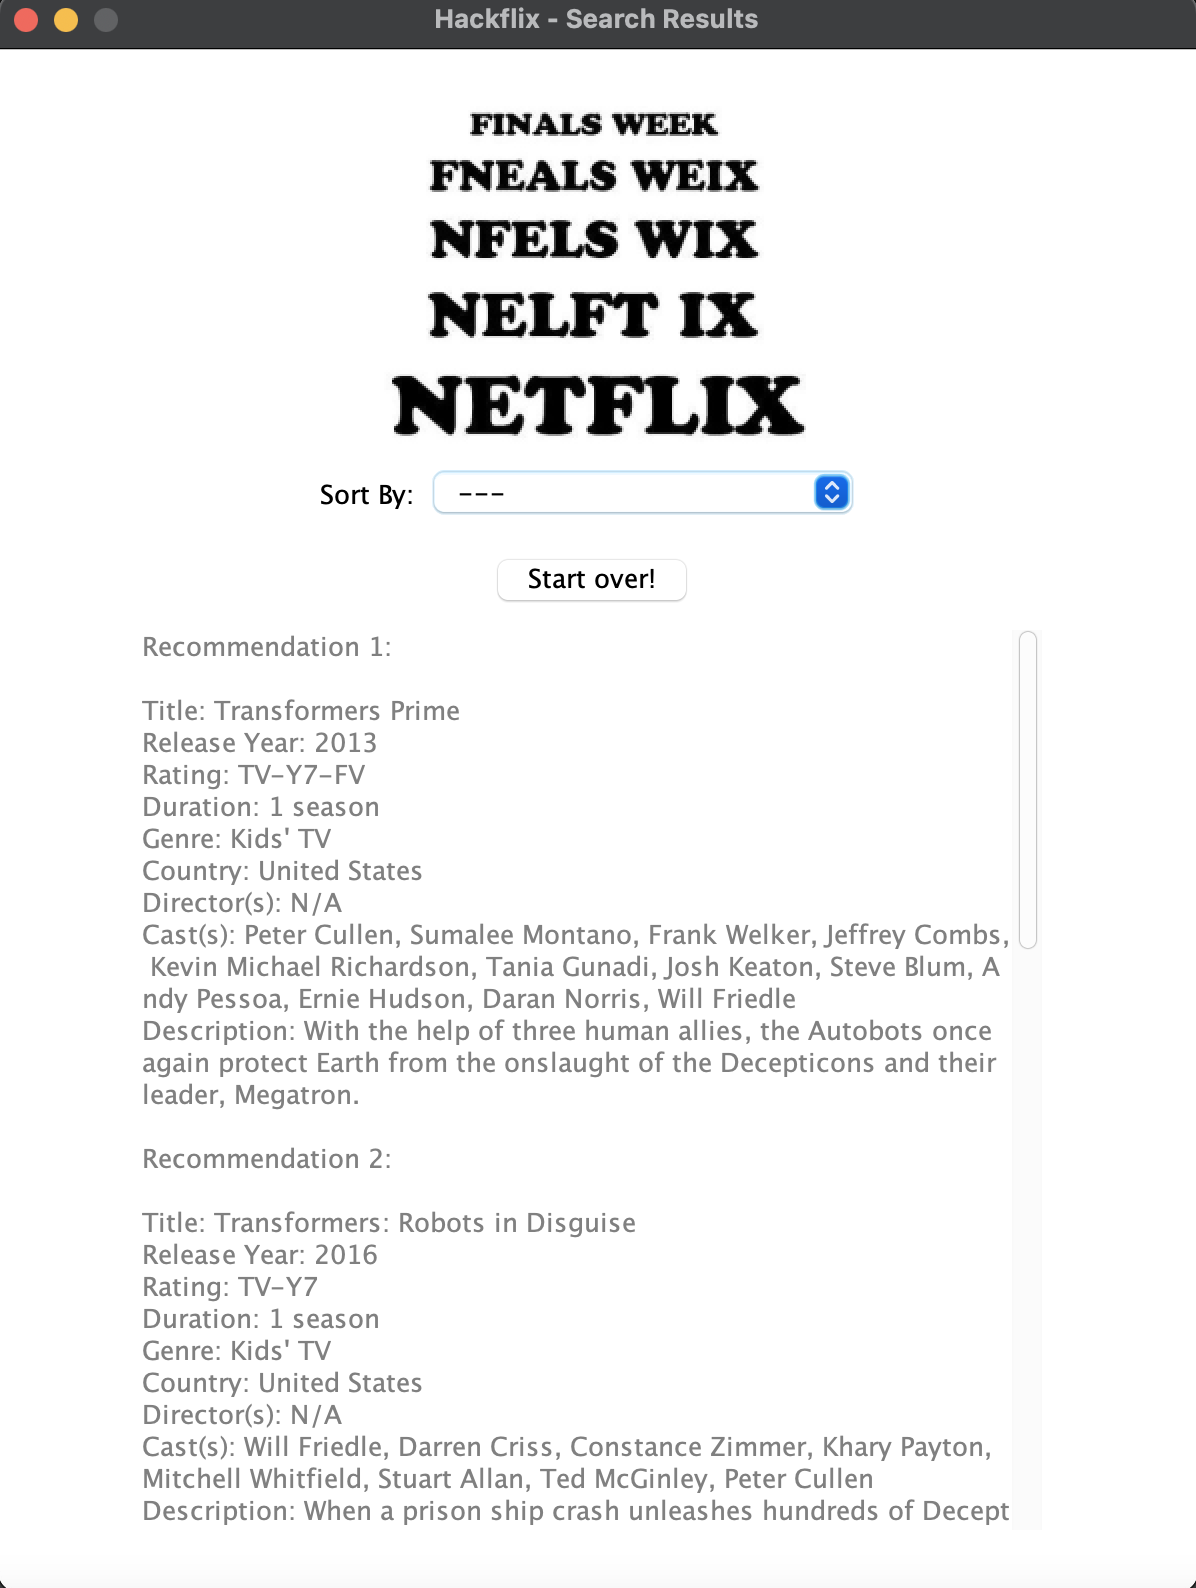 Hackflix - Search Results
FINALS WEEK
FNEALS WEIX
NFELS WIX
NELFT IX
NETFLIX
Sort By: ---
Start over!
Recommendation 1:
Title: Transformers Prime
Release Year: 2013
Rating: TV-Y7-FV
Duration: 1 season
Genre: Kids' TV
Country: United States
Director(s): N/A
Cast(s): Peter Cullen, Sumalee Montano, Frank Welker, Jeffrey Combs,
Kevin Michael Richardson, Tania Gunadi, Josh Keaton, Steve Blum, A
ndy Pessoa, Ernie Hudson, Daran Norris, Will Friedle
Description: With the help of three human allies, the Autobots once
again protect Earth from the onslaught of the Decepticons and their
leader, Megatron.
Recommendation 2:
Title: Transformers: Robots in Disguise
Release Year: 2016
Rating: TV-Y7
Duration: 1 season
Genre: Kids' TV
Country: United States
Director(s): N/A
Cast(s): Will Friedle, Darren Criss, Constance Zimmer, Khary Payton,
Mitchell Whitfield, Stuart Allan, Ted McGinley, Peter Cullen
Description: When a prison ship crash unleashes hundreds of Decept